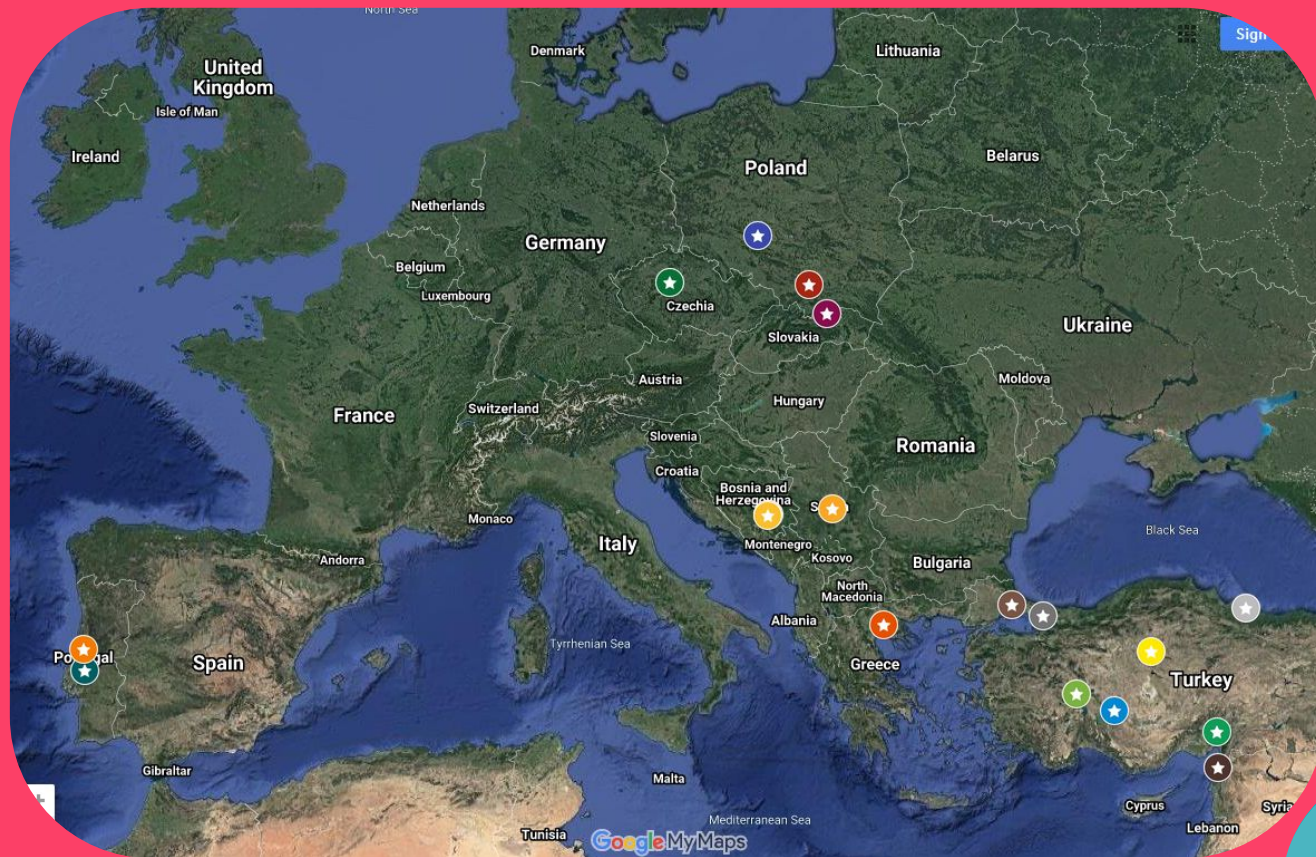 North Sea
Denmark
Lithuania
Sign
United
Kingdom
Isle of Man
Ireland
Belarus
Poland
Netherlands
Germany
Belgium
Luxembourg
Czechia
Ukraine
Slovakia
Austria
Moldova
Hungary
Switzerland
France
Slovenia
Romania
Croatia
Bosnia and
Herzegovina
Monaco
Black Sea
Italy
Montenegro
Kosovo
Andorra
Bulgaria
North
Macedonia
Albania
Tyrrhenian Sea
Portugal
Spain
Greece
Turkey
Gibraltar
Malta
Cyprus
Syria
Mediterranean Sea
Lebanon
Tunisia
Google My Maps